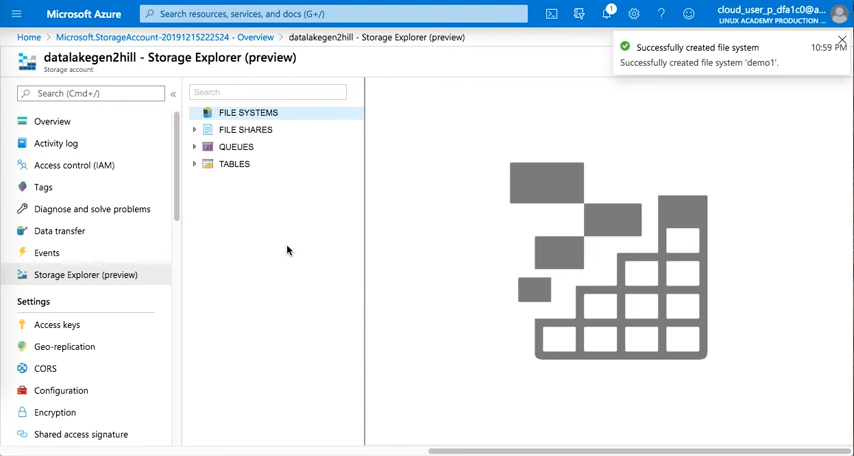 Microsoft Azure
Search resources, services, and docs (G+/)
1
cloud_user_p_dfa1c0@a...
LINUX ACADEMY PRODUCTION ...
Home > Microsoft.StorageAccount-20191215222524 - Overview > datalakegen2hill - Storage Explorer (preview)
datalakegen2hill - Storage Explorer (preview)
Storage account
Successfully created file system
10:59 PM
Successfully created file system 'demo1'.
Search (Cmd+/)
«
Overview
Activity log
Access control (IAM)
Tags
Diagnose and solve problems
Data transfer
Events
Storage Explorer (preview)
Settings
Access keys
Geo-replication
CORS
Configuration
Encryption
Shared access signature
Search
FILE SYSTEMS
FILE SHARES
QUEUES
TABLES